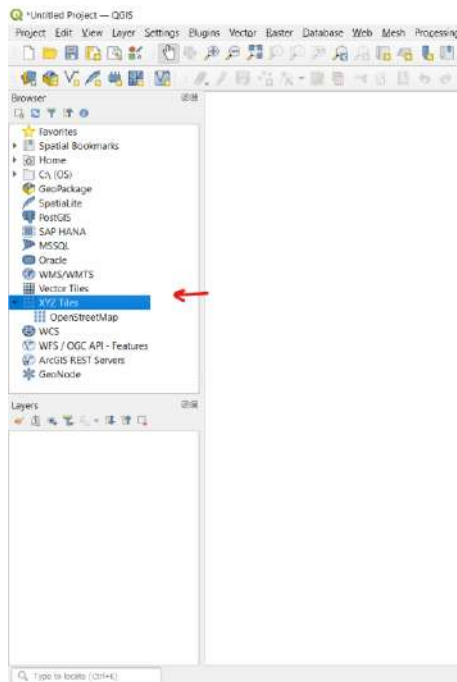 *Untitled Project — QGIS
Project Edit View Layer Settings Plugins Vector Raster Database Web Mesh Processing
Browser
Favorites
Spatial Bookmarks
Home
C:\ (OS)
GeoPackage
SpatiaLite
PostGIS
SAP HANA
MSSQL
Oracle
WMS/WMTS
Vector Tiles
XYZ Tiles
OpenStreetMap
WCS
WFS / OGC API - Features
ArcGIS REST Servers
GeoNode
Layers
Type to locate (Ctrl+K)